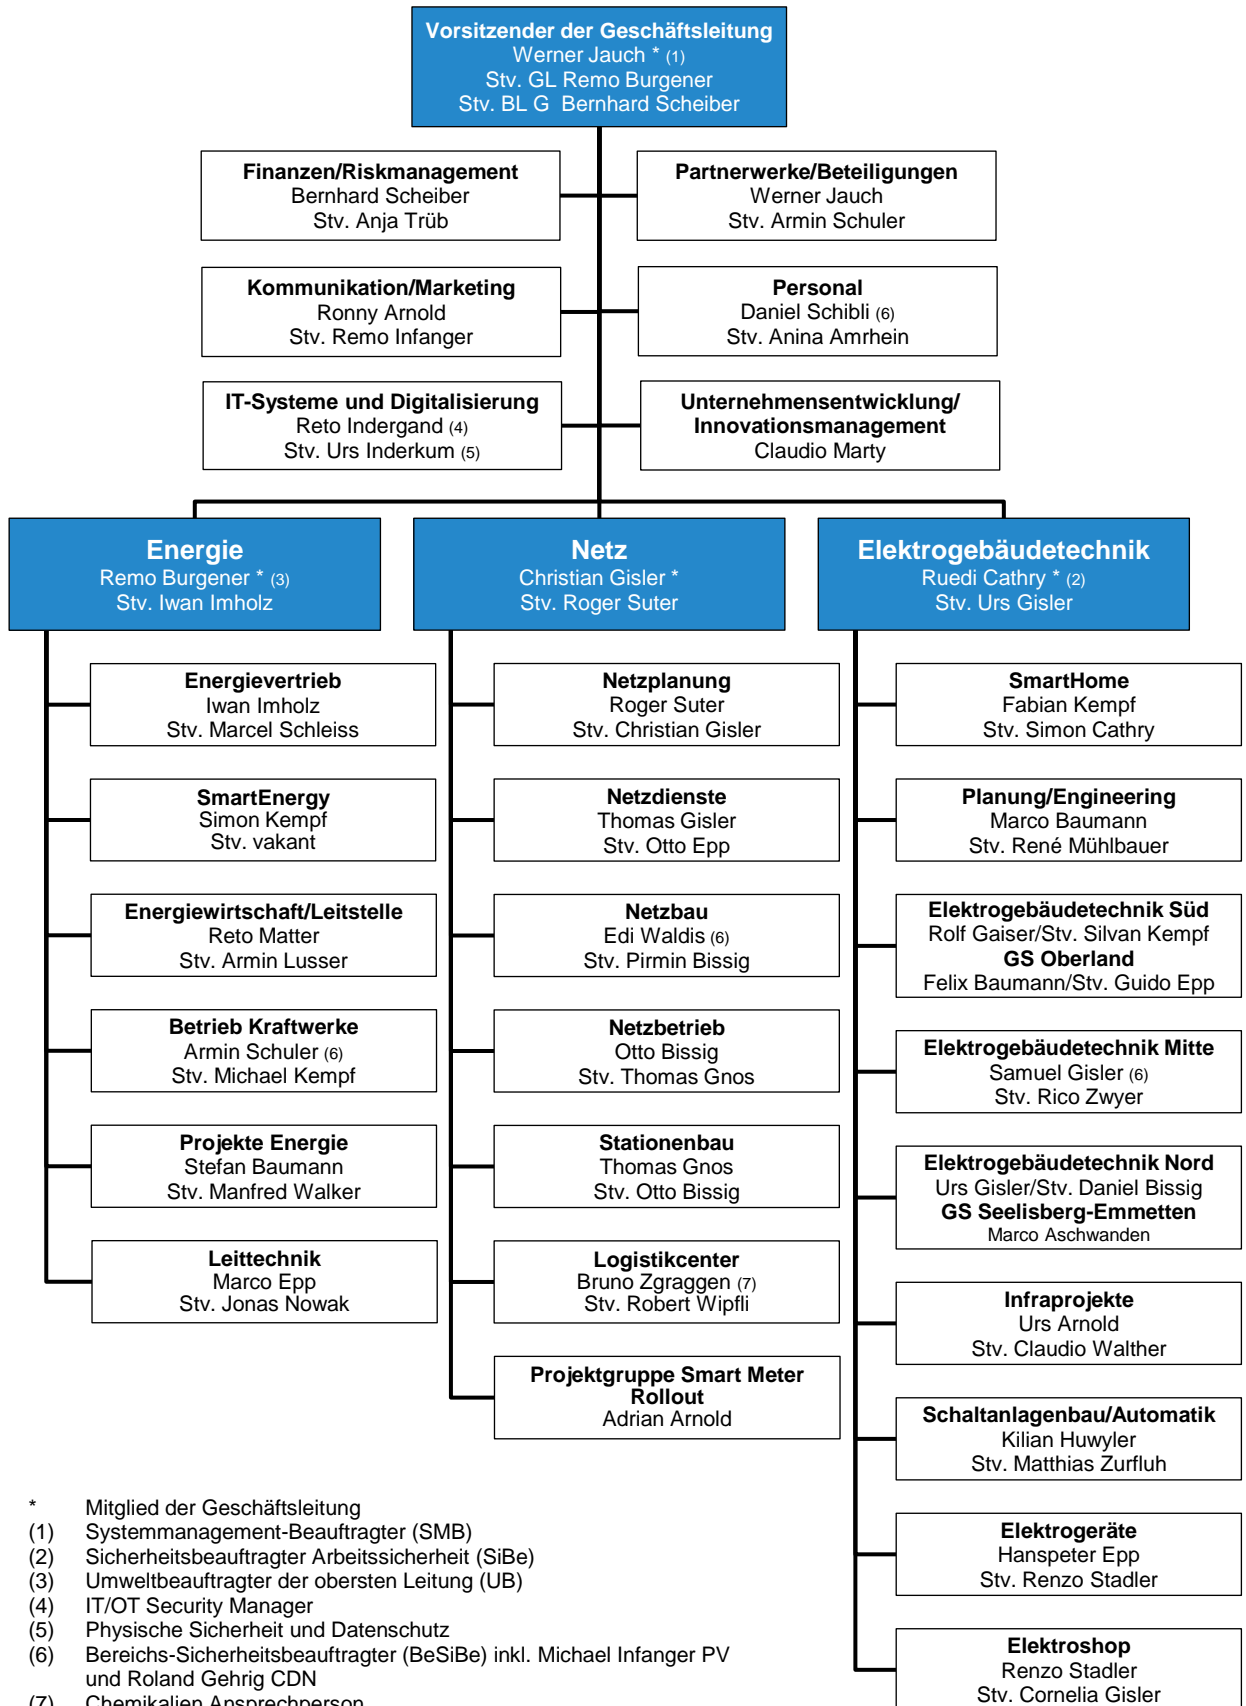 Vorsitzender der Geschäftsleitung
Werner Jauch * (1)
Stv. GL Remo Burgener
Stv. BL G Bernhard Scheiber
Finanzen/Riskmanagement
Bernhard Scheiber
Stv. Anja Trüb
Partnerwerke/Beteiligungen
Werner Jauch
Stv. Armin Schuler
Kommunikation/Marketing
Ronny Arnold
Stv. Remo Infanger
Personal
Daniel Schibli (6)
Stv. Anina Amrhein
IT-Systeme und Digitalisierung
Reto Indergand (4)
Stv. Urs Inderkum (5)
Unternehmensentwicklung/
Innovationsmanagement
Claudio Marty
Energie
Remo Burgener * (3)
Stv. Iwan Imholz
Energievertrieb
Iwan Imholz
Stv. Marcel Schleiss
SmartEnergy
Simon Kempf
Stv. vakant
Energiewirtschaft/Leitstelle
Reto Matter
Stv. Armin Lusser
Betrieb Kraftwerke
Armin Schuler (6)
Stv. Michael Kempf
Projekte Energie
Stefan Baumann
Stv. Manfred Walker
Leittechnik
Marco Epp
Stv. Jonas Nowak
Netz
Christian Gisler *
Stv. Roger Suter
Netzplanung
Roger Suter
Stv. Christian Gisler
Netzdienste
Thomas Gisler
Stv. Otto Epp
Netzbau
Edi Waldis (6)
Stv. Pirmin Bissig
Netzbetrieb
Otto Bissig
Stv. Thomas Gnos
Stationenbau
Thomas Gnos
Stv. Otto Bissig
Logistikcenter
Bruno Zgraggen (7)
Stv. Robert Wipfli
Projektgruppe Smart Meter
Rollout
Adrian Arnold
Elektrogebäudetechnik
Ruedi Cathry * (2)
Stv. Urs Gisler
SmartHome
Fabian Kempf
Stv. Simon Cathry
Planung/Engineering
Marco Baumann
Stv. René Mühlbauer
Elektrogebäudetechnik Süd
Rolf Gaiser/Stv. Silvan Kempf
GS Oberland
Felix Baumann/Stv. Guido Epp
Elektrogebäudetechnik Mitte
Samuel Gisler (6)
Stv. Rico Zwyer
Elektrogebäudetechnik Nord
Urs Gisler/Stv. Daniel Bissig
GS Seelisberg-Emmetten
Marco Aschwanden
Infraprojekte
Urs Arnold
Stv. Claudio Walther
Schaltanlagenbau/Automatik
Kilian Huwyler
Stv. Matthias Zurfluh
Elektrogeräte
Hanspeter Epp
Stv. Renzo Stadler
Elektroshop
Renzo Stadler
Stv. Cornelia Gisler
* Mitglied der Geschäftsleitung
(1) Systemmanagement-Beauftragter (SMB)
(2) Sicherheitsbeauftragter Arbeitssicherheit (SiBe)
(3) Umweltbeauftragter der obersten Leitung (UB)
(4) IT/OT Security Manager
(5) Physische Sicherheit und Datenschutz
(6) Bereichs-Sicherheitsbeauftragter (BeSiBe) inkl. Michael Infanger PV
und Roland Gehrig CDN
(7) Chemikalien Ansprechperson